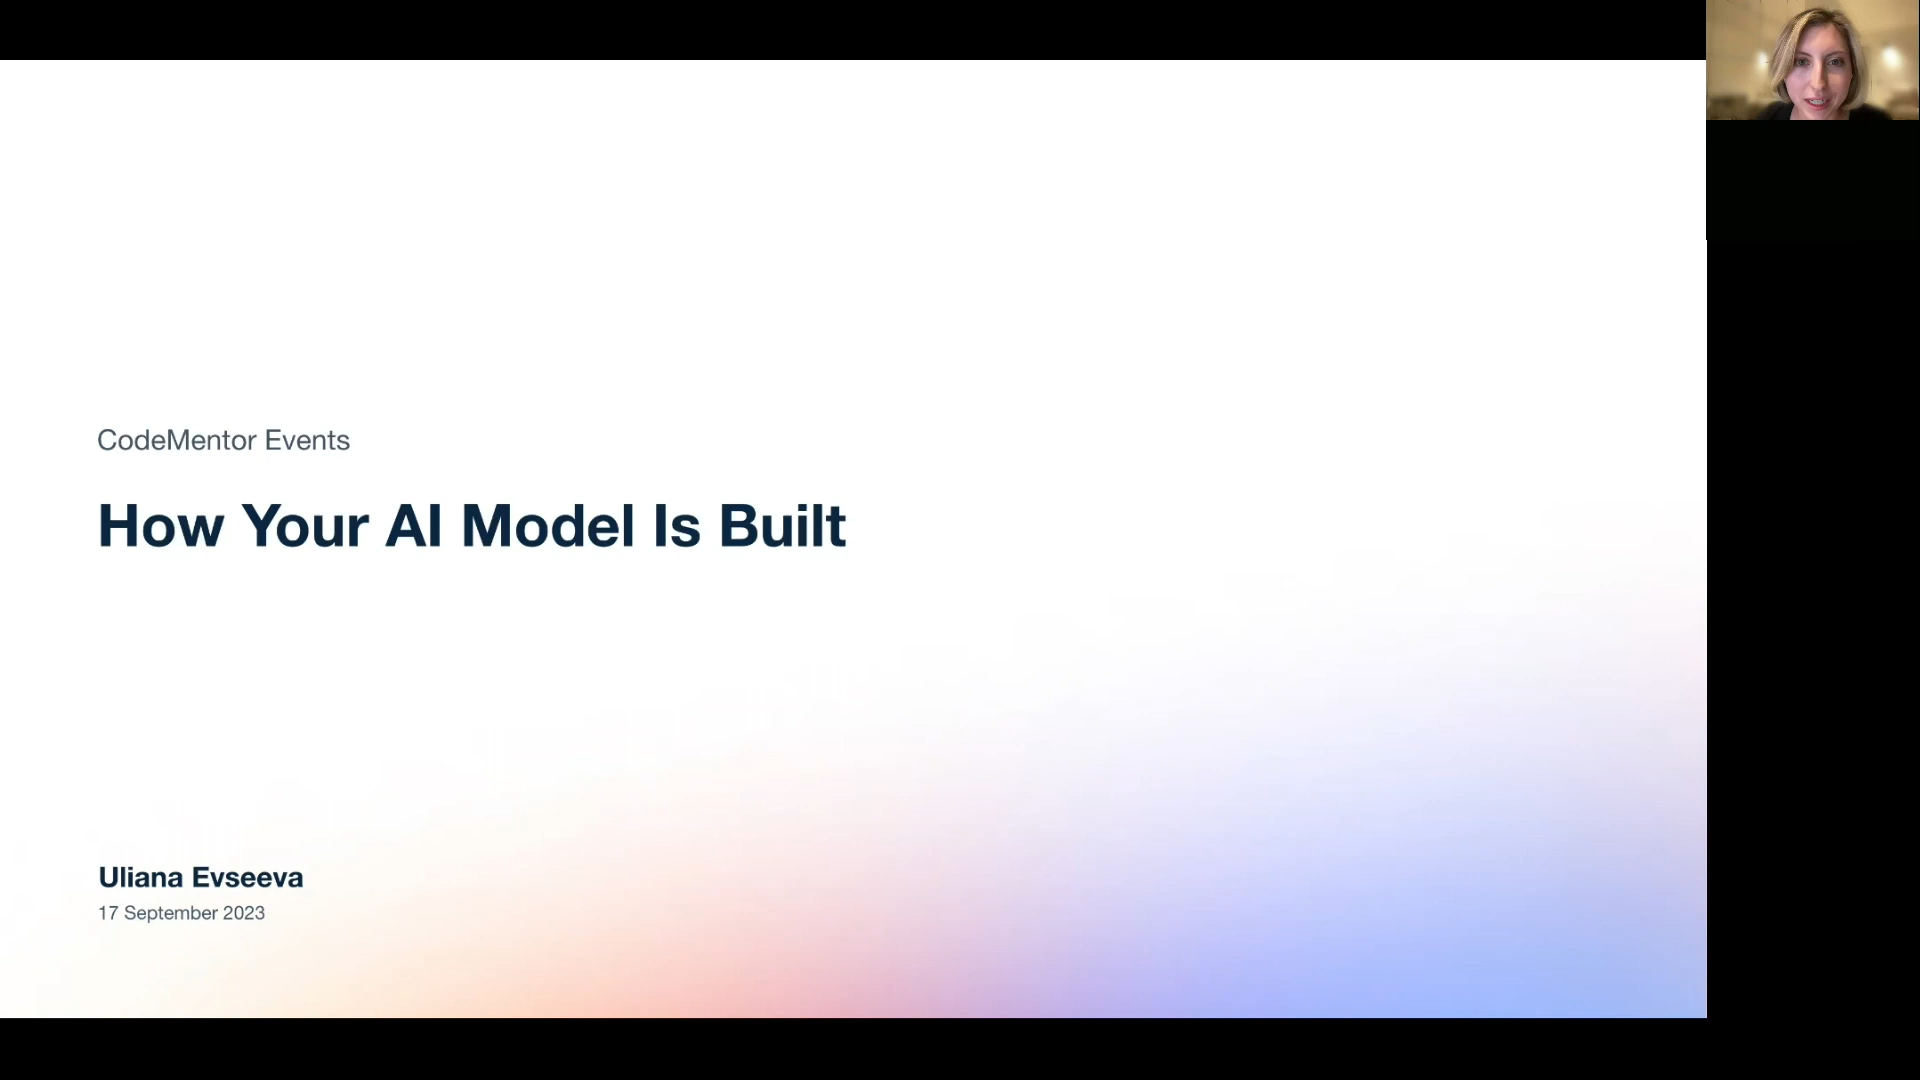 CodeMentor Events
How Your AI Model Is Built
Uliana Evseeva
17 September 2023